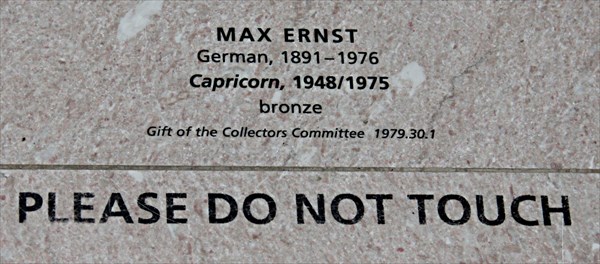 MAX ERNST
German, 1891–1976
Capricorn, 1948/1975
bronze
Gift of the Collectors Committee 1979.30.1
PLEASE DO NOT TOUCH